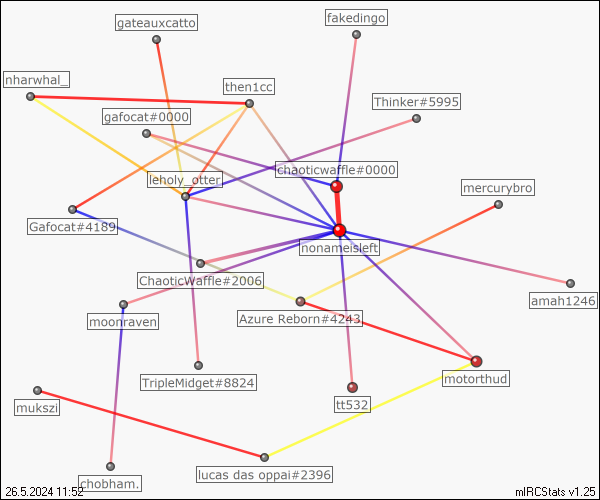 fakedingo
gateauxcatto
nharwhal_
then1cc
Thinker#5995
gafocat#0000
chaoticwaffle#0000
leholy_otter
mercurybro
Gafocat#4189
nonameisleft
ChaoticWaffle#2006
amah1246
Azure Reborn#4243
moonraven
motorthud
TripleMidget#8824
tt532
mukszi
lucas das oppai#2396
chobham.
26.5.2024 11:52
mIRCStats v1.25